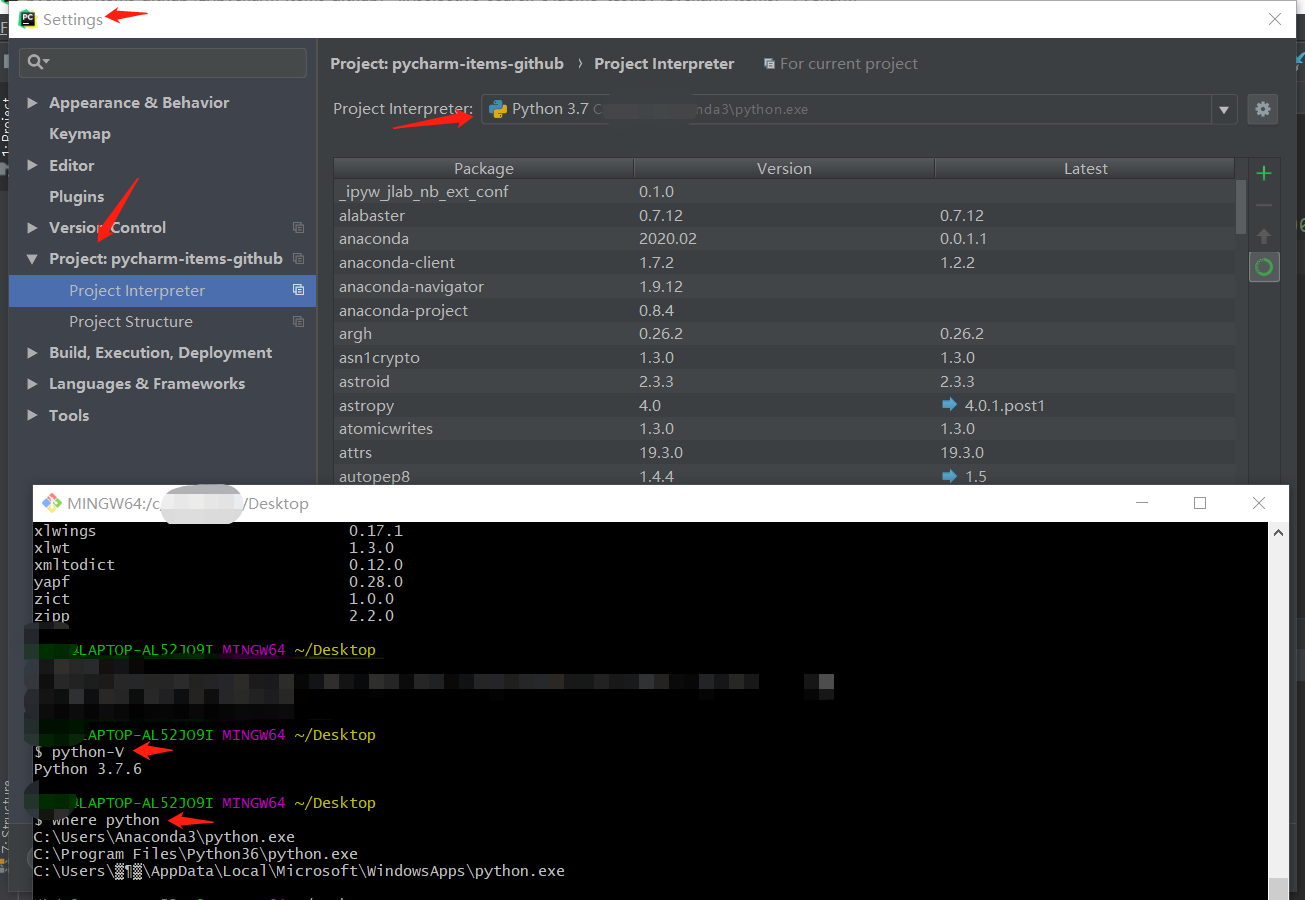 Settings
Project: pycharm-items-github › Project Interpreter For current project
Project Interpreter: Python 3.7 C nda3\python.exe
Appearance & Behavior
Keymap
Editor
Plugins
Version Control
Project: pycharm-items-github
Project Interpreter
Project Structure
Build, Execution, Deployment
Languages & Frameworks
Tools
Package Version Latest
_ipyw_jlab_nb_ext_conf 0.1.0
alabaster 0.7.12 0.7.12
anaconda 2020.02 0.0.1.1
anaconda-client 1.7.2 1.2.2
anaconda-navigator 1.9.12
anaconda-project 0.8.4
argh 0.26.2 0.26.2
asn1crypto 1.3.0 1.3.0
astroid 2.3.3 2.3.3
astropy 4.0 4.0.1.post1
atomicwrites 1.3.0 1.3.0
attrs 19.3.0 19.3.0
autopep8 1.4.4 1.5
1: Project
Z: Structure
MINGW64:/c/ /Desktop
xlwings 0.17.1
xlwt 1.3.0
xmltodict 0.12.0
yapf 0.28.0
zict 1.0.0
zipp 2.2.0
LAPTOP-AL52JO9I MINGW64 ~/Desktop
LAPTOP-AL52JO9I MINGW64 ~/Desktop
$ python-V
Python 3.7.6
LAPTOP-AL52JO9I MINGW64 ~/Desktop
$ where python
C:\Users\Anaconda3\python.exe
C:\Program Files\Python36\python.exe
C:\Users\▒¶▒\AppData\Local\Microsoft\WindowsApps\python.exe